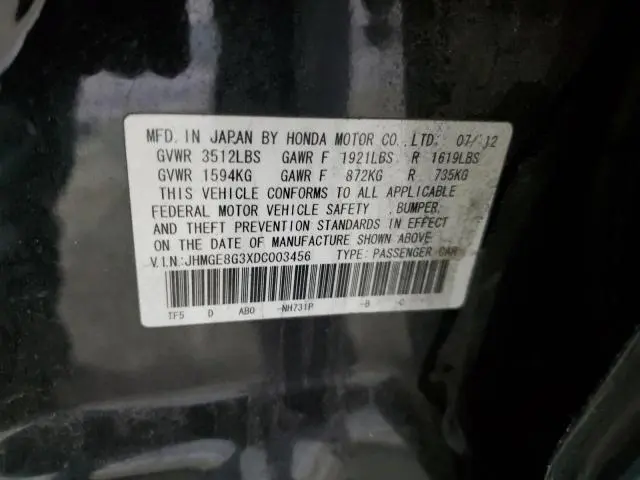 MFD. IN JAPAN BY HONDA MOTOR CO.,LTD. 07/12
GVWR 3512LBS GAWR F 1921LBS R 1619LBS
GVWR 1594KG GAWR F 872KG R 735KG
THIS VEHICLE CONFORMS TO ALL APPLICABLE
FEDERAL MOTOR VEHICLE SAFETY ,BUMPER,
AND THEFT PREVENTION STANDARDS IN EFFECT
ON THE DATE OF MANUFACTURE SHOWN ABOVE
V.I.N.:JHMGE8G3XDC003456 TYPE: PASSENGER CAR
TF5 D AB0 -NH731P -B -C